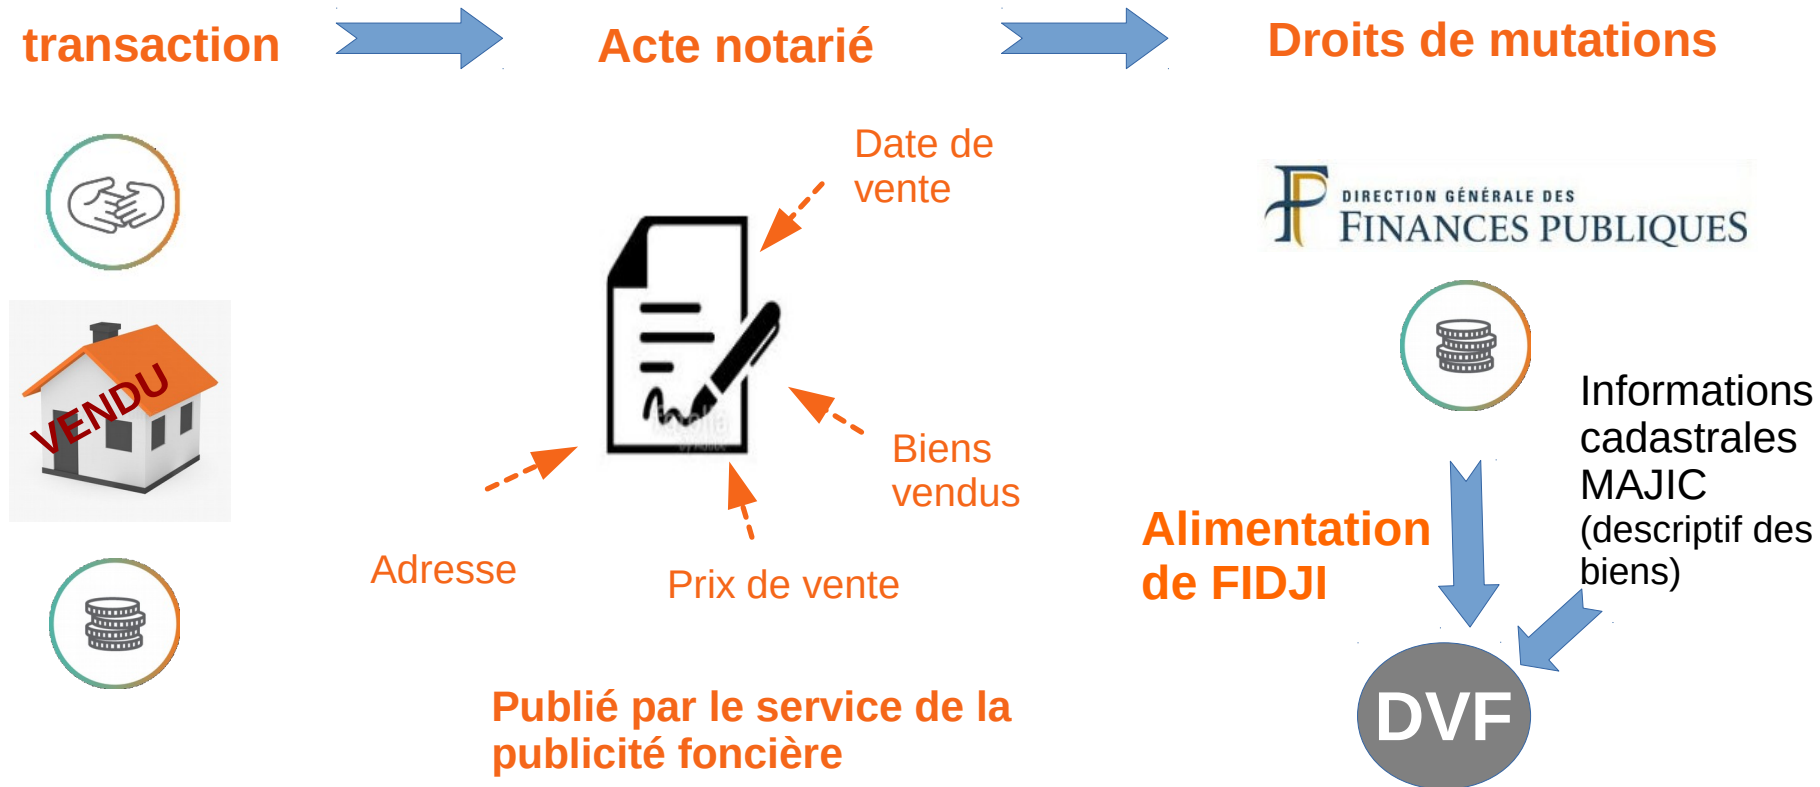 transaction
Acte notarié
Droits de mutations
Date de
vente
DIRECTION GÉNÉRALE DES
FINANCES PUBLIQUES
VENDU
Biens
vendus
Adresse
Prix de vente
Informations
cadastrales
MAJIC
(descriptif des
biens)
Alimentation
de FIDJI
Publié par le service de la
publicité foncière
DVF